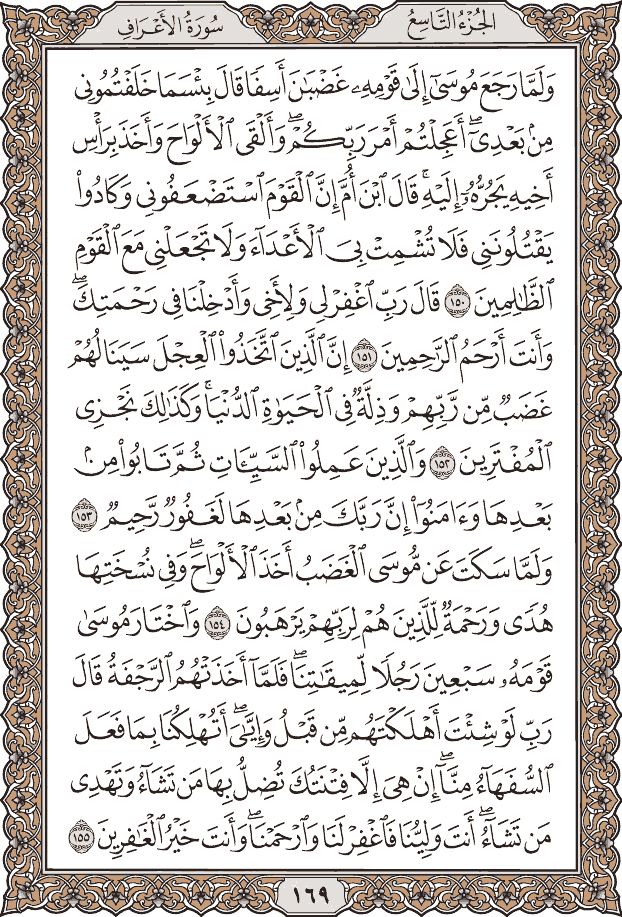 الجُزْءُ التَّاسِعُ
سُورَةُ الأَعْرَافِ
وَلَمَّا رَجَعَ مُوسَىٰٓ إِلَىٰ قَوْمِهِۦ غَضْبَٰنَ أَسِفًا قَالَ بِئْسَمَا خَلَفْتُمُونِي
مِنۢ بَعْدِيٓۖ أَعَجِلْتُمْ أَمْرَ رَبِّكُمْۖ وَأَلْقَى ٱلْأَلْوَاحَ وَأَخَذَ بِرَأْسِ
أَخِيهِ يَجُرُّهُۥٓ إِلَيْهِۚ قَالَ ٱبْنَ أُمَّ إِنَّ ٱلْقَوْمَ ٱسْتَضْعَفُونِي وَكَادُوا۟
يَقْتُلُونَنِي فَلَا تُشْمِتْ بِيَ ٱلْأَعْدَآءَ وَلَا تَجْعَلْنِي مَعَ ٱلْقَوْمِ
ٱلظَّٰلِمِينَ ١٥٠ قَالَ رَبِّ ٱغْفِرْ لِي وَلِأَخِي وَأَدْخِلْنَا فِي رَحْمَتِكَۖ
وَأَنتَ أَرْحَمُ ٱلرَّٰحِمِينَ ١٥١ إِنَّ ٱلَّذِينَ ٱتَّخَذُوا۟ ٱلْعِجْلَ سَيَنَالُهُمْ
غَضَبٌ مِّن رَّبِّهِمْ وَذِلَّةٌ فِي ٱلْحَيَوٰةِ ٱلدُّنْيَاۚ وَكَذَٰلِكَ نَجْزِي
ٱلْمُفْتَرِينَ ١٥٢ وَٱلَّذِينَ عَمِلُوا۟ ٱلسَّيِّـَٔاتِ ثُمَّ تَابُوا۟ مِنۢ
بَعْدِهَا وَءَامَنُوٓا۟ إِنَّ رَبَّكَ مِنۢ بَعْدِهَا لَغَفُورٌ رَّحِيمٌ ١٥٣
وَلَمَّا سَكَتَ عَن مُّوسَى ٱلْغَضَبُ أَخَذَ ٱلْأَلْوَاحَۖ وَفِي نُسْخَتِهَا
هُدًى وَرَحْمَةٌ لِّلَّذِينَ هُمْ لِرَبِّهِمْ يَرْهَبُونَ ١٥٤ وَٱخْتَارَ مُوسَىٰ
قَوْمَهُۥ سَبْعِينَ رَجُلًا لِّمِيقَٰتِنَاۖ فَلَمَّآ أَخَذَتْهُمُ ٱلرَّجْفَةُ قَالَ
رَبِّ لَوْ شِئْتَ أَهْلَكْتَهُم مِّن قَبْلُ وَإِيَّٰيَۖ أَتُهْلِكُنَا بِمَا فَعَلَ
ٱلسُّفَهَآءُ مِنَّآۖ إِنْ هِيَ إِلَّا فِتْنَتُكَ تُضِلُّ بِهَا مَن تَشَآءُ وَتَهْدِي
مَن تَشَآءُۖ أَنتَ وَلِيُّنَا فَٱغْفِرْ لَنَا وَٱرْحَمْنَاۖ وَأَنتَ خَيْرُ ٱلْغَٰفِرِينَ ١٥٥
١٦٩